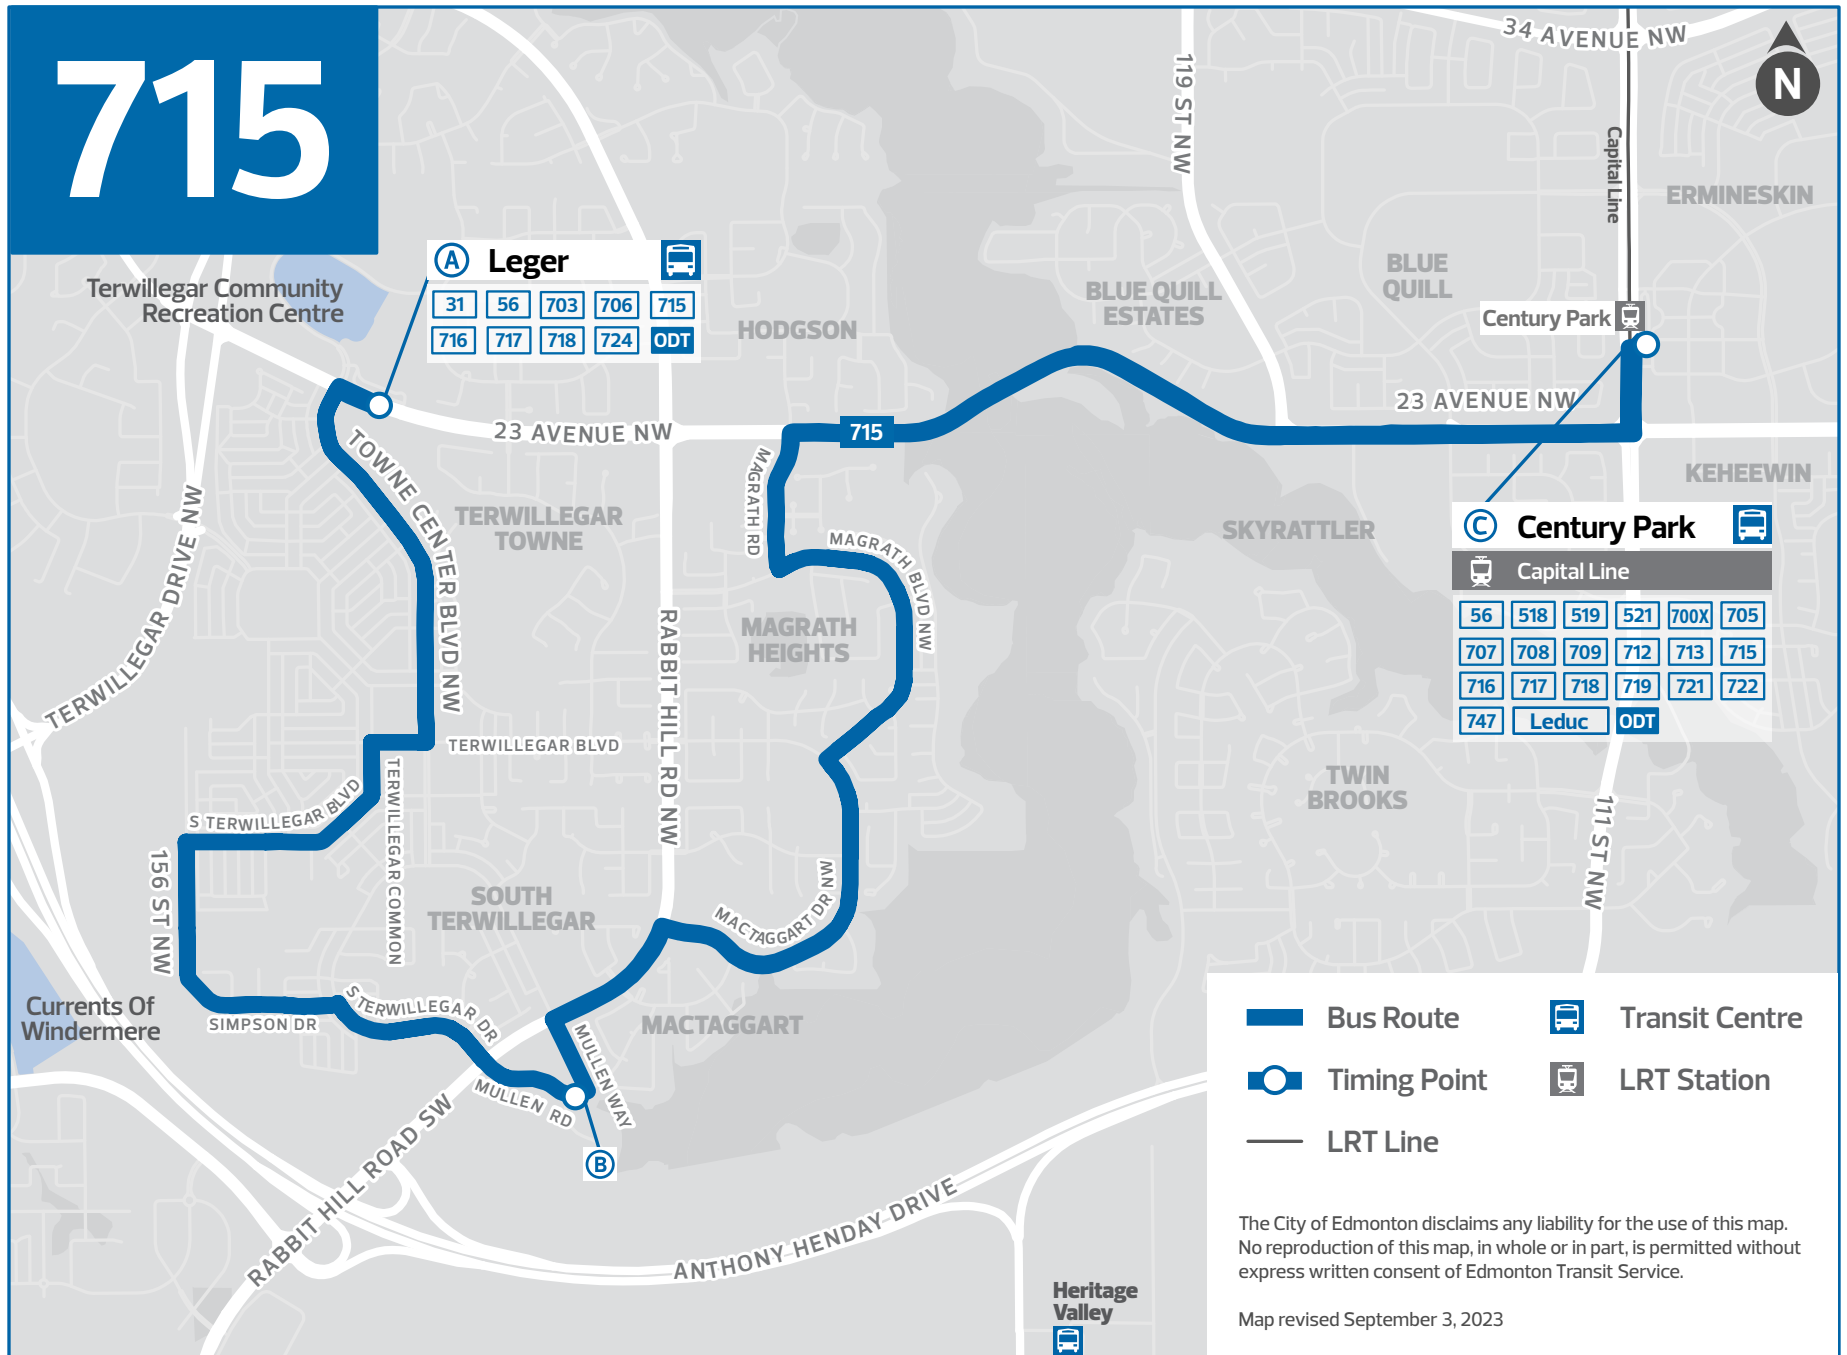 715
34 AVENUE NW
N
119 ST NW
Capital Line
ERMINESKIN
Terwillegar Community
Recreation Centre
A Leger
31 56 703 706 715
716 717 718 724 ODT
HODGSON
BLUE QUILL
ESTATES
BLUE
QUILL
Century Park
23 AVENUE NW
715
23 AVENUE NW
TOWNE CENTER BLVD NW
TERWILLEGAR
TOWNE
MAGRATH RD
MAGRATH BLVD NW
MAGRATH
HEIGHTS
SKYRATTLER
KEHEEWIN
C Century Park
Capital Line
56 518 519 521 700X 705
707 708 709 712 713 715
716 717 718 719 721 722
747 Leduc ODT
TERWILLEGAR DRIVE NW
RABBIT HILL RD NW
TERWILLEGAR BLVD
TERWILLEGAR COMMON
S TERWILLEGAR BLVD
156 ST NW
TWIN
BROOKS
111 ST NW
SOUTH
TERWILLEGAR
MACTAGGART DR NW
Currents Of
Windermere
SIMPSON DR
S TERWILLEGAR DR
MACTAGGART
MULLEN WAY
MULLEN RD
B
RABBIT HILL ROAD SW
ANTHONY HENDAY DRIVE
Heritage
Valley
Bus Route
Transit Centre
Timing Point
LRT Station
LRT Line
The City of Edmonton disclaims any liability for the use of this map.
No reproduction of this map, in whole or in part, is permitted without
express written consent of Edmonton Transit Service.
Map revised September 3, 2023